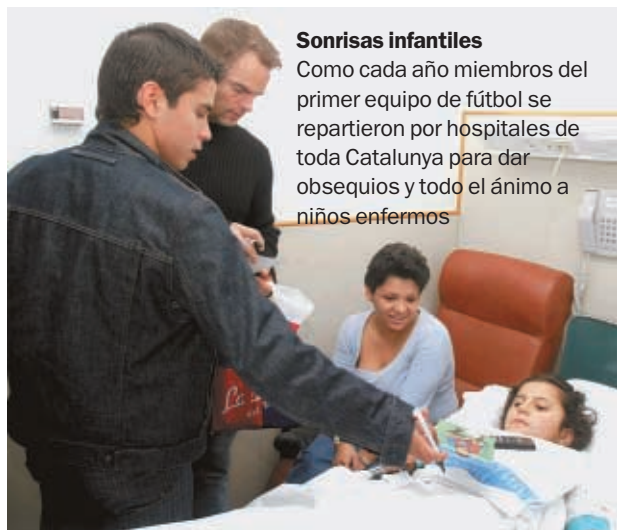 Sonrisas infantiles
Como cada año miembros del
primer equipo de fútbol se
repartieron por hospitales de
toda Catalunya para dar
obsequios y todo el ánimo a
niños enfermos